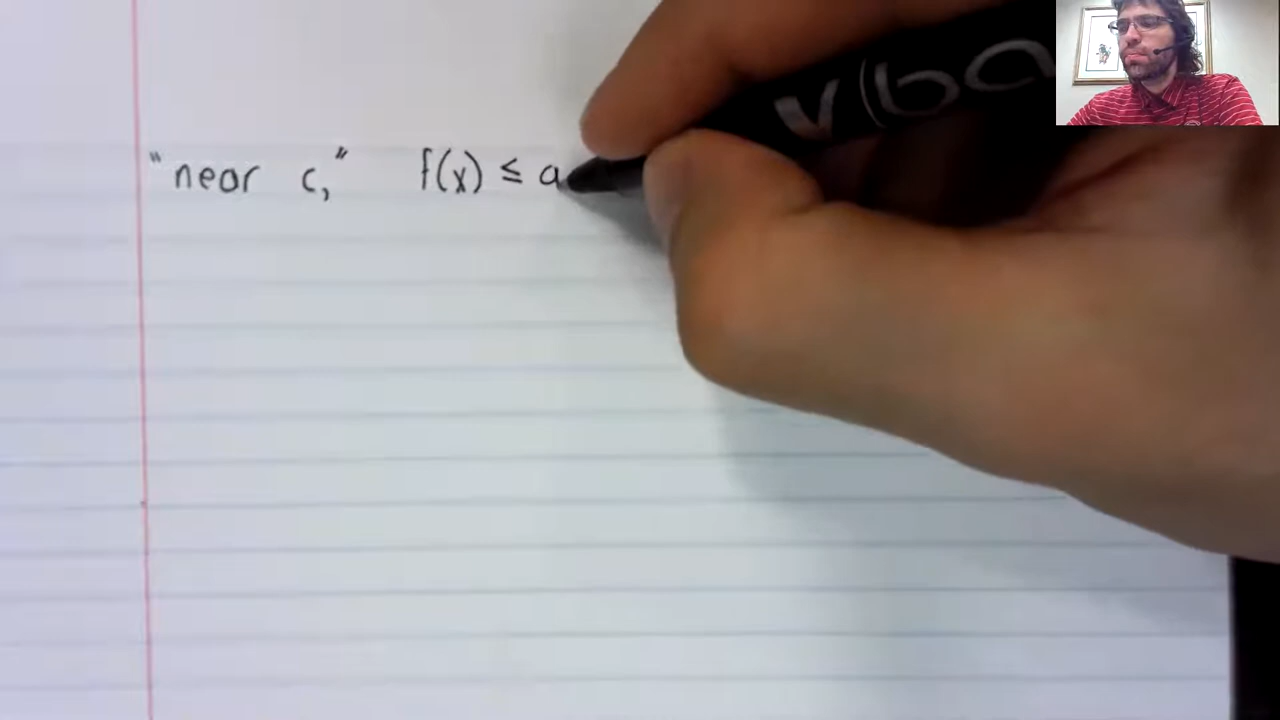 "near c," f(x) ≤ a